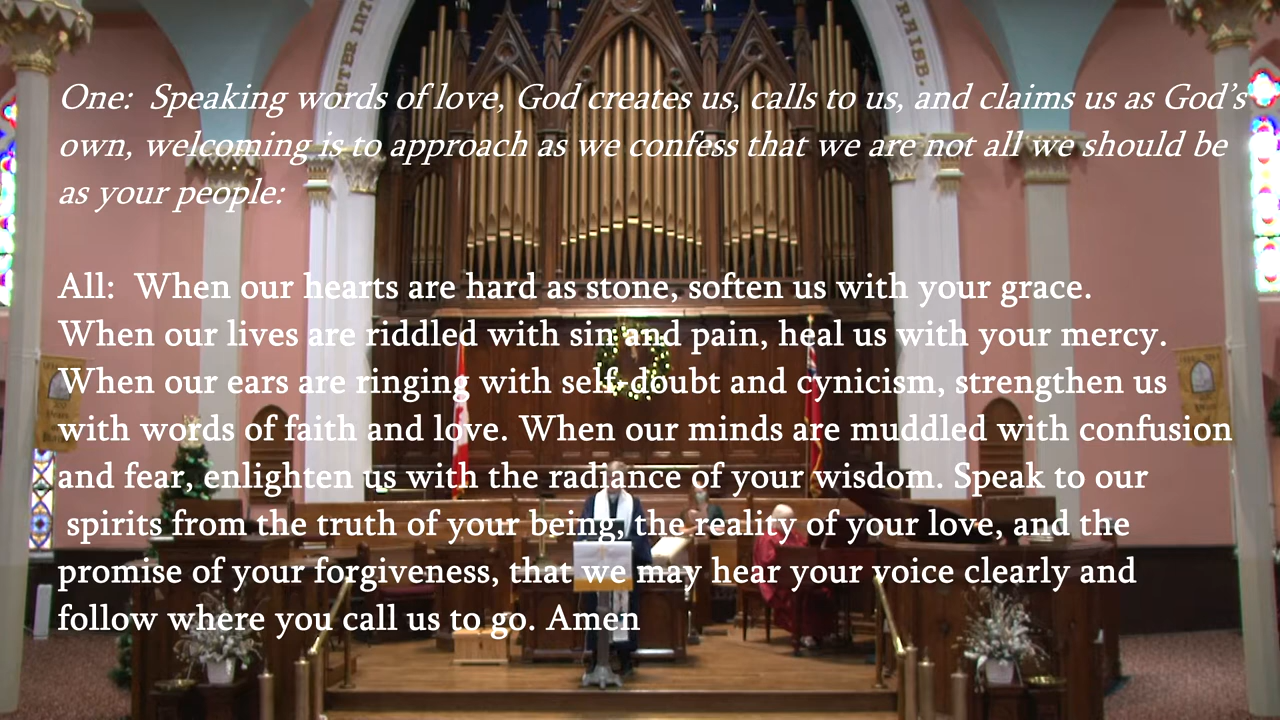 PRAISE
One:  Speaking words of love, God creates us, calls to us, and claims us as God's
own, welcoming is to approach as we confess that we are not all we should be
as your people:
All:  When our hearts are hard as stone, soften us with your grace.
When our lives are riddled with sin and pain, heal us with your mercy.
When our ears are ringing with self-doubt and cynicism, strengthen us
with words of faith and love. When our minds are muddled with confusion
and fear, enlighten us with the radiance of your wisdom. Speak to our
spirits from the truth of your being, the reality of your love, and the
promise of your forgiveness, that we may hear your voice clearly and
follow where you call us to go. Amen